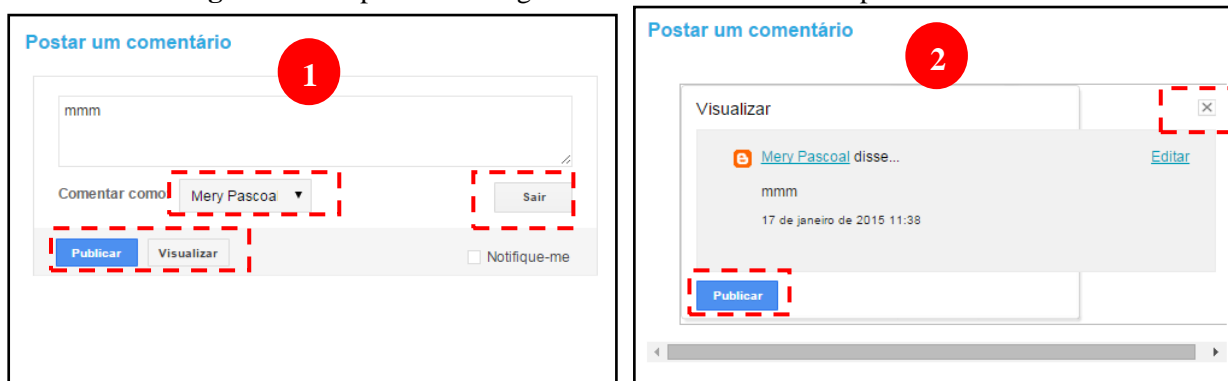 Postar um comentário
1
mmm
Comentar como
Mery Pascoal
Sair
Publicar
Visualizar
Notifique-me
Postar um comentário
2
Visualizar
Mery Pascoal disse...
Editar
mmm
17 de janeiro de 2015 11:38
Publicar